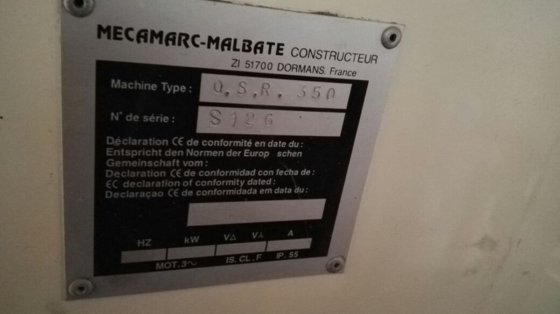 MECAMARC-MALBATE CONSTRUCTEUR
ZI 51700 DORMANS. France
Machine Type : Q.S.R. 350
N° de série : S126
Déclaration CE de conformité en date du :
Entspricht den Normen der Europ schen
Gemeinschaft vom :
Declaration CE de conformidad con fecha de :
EC declaration of conformity dated :
Declaraçao CE de conformidada em data du :
HZ kW V△ V⅄ A
MOT.3～ IS. CL. F IP. 55